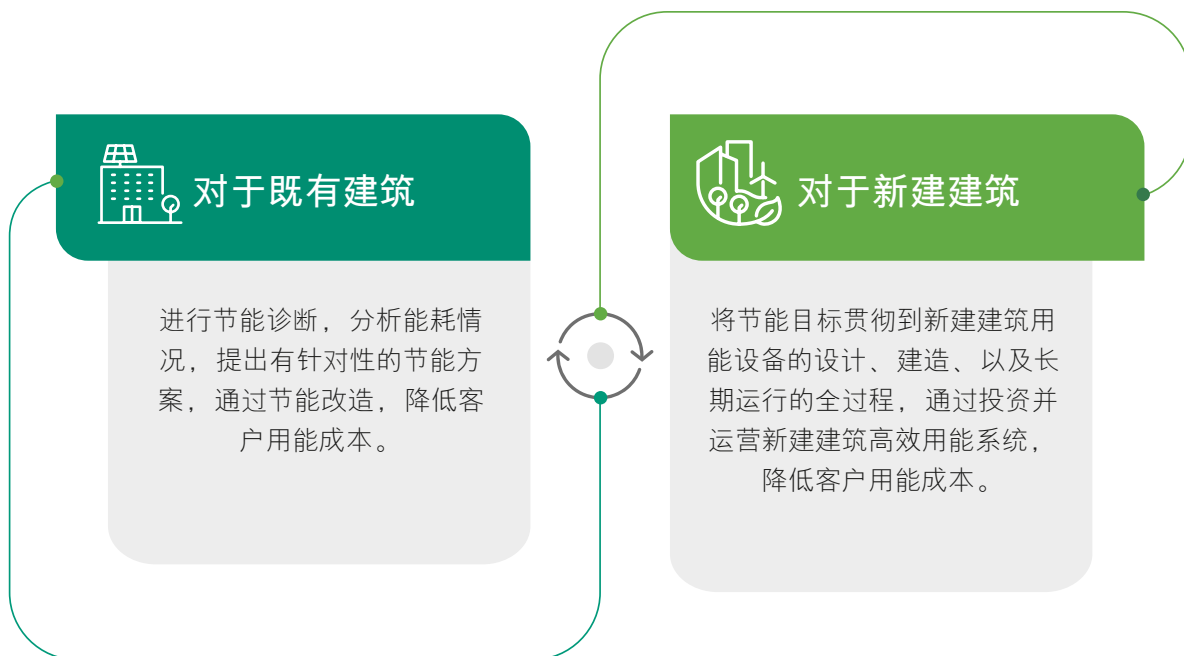 对于既有建筑
进行节能诊断，分析能耗情
况，提出有针对性的节能方
案，通过节能改造，降低客
户用能成本。
对于新建建筑
将节能目标贯彻到新建建筑用
能设备的设计、建造、以及长
期运行的全过程，通过投资并
运营新建建筑高效用能系统，
降低客户用能成本。